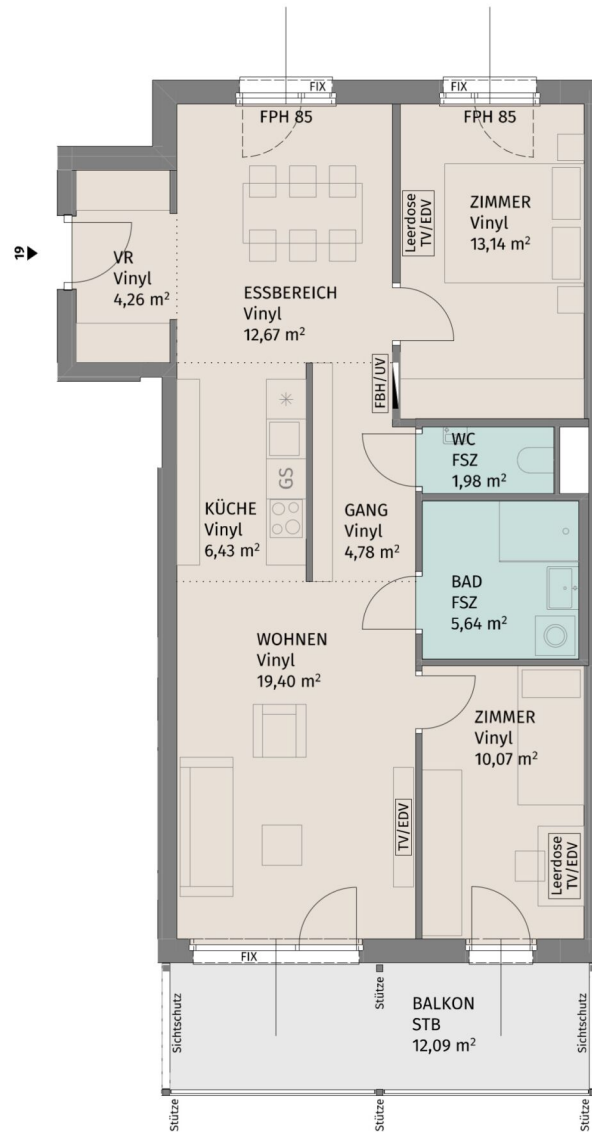 FIX
FIX
FPH 85
FPH 85
ZIMMER
Vinyl
13,14 m²
Leerdose
TV/EDV
19
VR
Vinyl
4,26 m²
ESSBEREICH
Vinyl
12,67 m²
FBH/UV
WC
FSZ
1,98 m²
GS
KÜCHE
Vinyl
6,43 m²
GANG
Vinyl
4,78 m²
BAD
FSZ
5,64 m²
WOHNEN
Vinyl
19,40 m²
ZIMMER
Vinyl
10,07 m²
TV/EDV
Leerdose
TV/EDV
FIX
Sichtschutz
Stütze
BALKON
STB
12,09 m²
Sichtschutz
Stütze
Stütze
Stütze